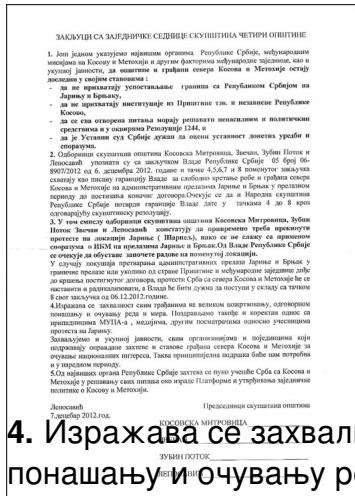 ЗАКЉУЦИ СА ЗАЈЕДНИЧКЕ СЕДНИЦЕ СКУПШТИНА ЧЕТИРИ ОПШТИНЕ
1. Још једном указујемо највишим органима Републике Србије, међународним
мисијама на Косову и Метохији и другим факторима међународне заједнице, као и
укупној јавности, да општине и грађани севера Косова и Метохије остају
доследни у својим ставовима :
- да не прихватају успостављање граница са Републиком Србијом на
Јарињу и Брњаку,
- да не прихватају институције из Приштине тзв. и независне Републике
Косово,
- да се сва отворена питања морају решавати ненасилним и политичким
средствима и у оквирима Резолуције 1244, и
- да је Уставни суд Србије дужан да оцени уставност донетих уредби и
споразума.
2. Одборници скупштина општина Косовска Митровица, Звечан, Зубин Поток и
Лепосавић упознати су са закључком Владе Републике Србије 05 број 06-
8907/2012 од 6. децембра 2012. године и тачке 4,5,6,7 и 8 поменутог закључка
схватају као писану гаранцију Владе за слободно кретање робе и грађана севера
Косова и Метохије на административним прелазима Јариње и Брњак у прелазном
периоду до постизања коначног договора.Очекује се да и Народна скупштина
Републике Србије потврди гаранције Владе дате у тачкама 4 до 8 кроз
одговарајућу скупштинску резолуцију.
3. У том смислу одборници скупштина општина Косовска Митровица, Зубин
Поток Звечан и Лепосавић констатују да привремено треба прекинути
протесте на локацији Јариње ( Шарпељ), иако се не слажу са применом
споразума о ИБМ на прелазима Јариње и Брњак.Од Владе Републике Србије
се очекује да обуставе започете радове на поменутој локацији.
У случају покушаја претварања административних прелаза Јариње и Брњак у
граничне прелазе или уколико од стране Приштине и међународне заједнице дође
до кршења постигнутог договора, протести Срба са севера Косова и Метохије ће се
наставити и радикализовати, а Влада ће бити дужна да поступи у складу са тачком
8 свог закључка од 06.12.2012.године.
4.Изражава се захвалност свим грађанима на великом пожртвовању, одговорном
понашању и очувању реда и мира. Поздрављамо такође и коректан однос са
припадницима МУП-а , медијима, другим посматрачима односно учесницима
протеста на Јарињу.
Захваљујемо и укупној јавности, свим организацијама и појединцима који
подржавају оправдане захтеве и ставове грађана севера Косова и Метохије за
очување националних интереса. Таква принципијелна подршка биће нам потребна
и у наредном периоду.
5.Од највиших органа Републике Србије захтева се пуно учешће Срба са Косова и
Метохије у решавању свих питања око израде Платформе и утврђивања заједничке
политике о Косову и Метохији.
Лепосавић Председници скупштина општина
7.децебар 2012.год.
КОСОВСКА МИТРОВИЦА
ЗУБИН ПОТОК
4. Изражава се захвал
понашању и очувању р